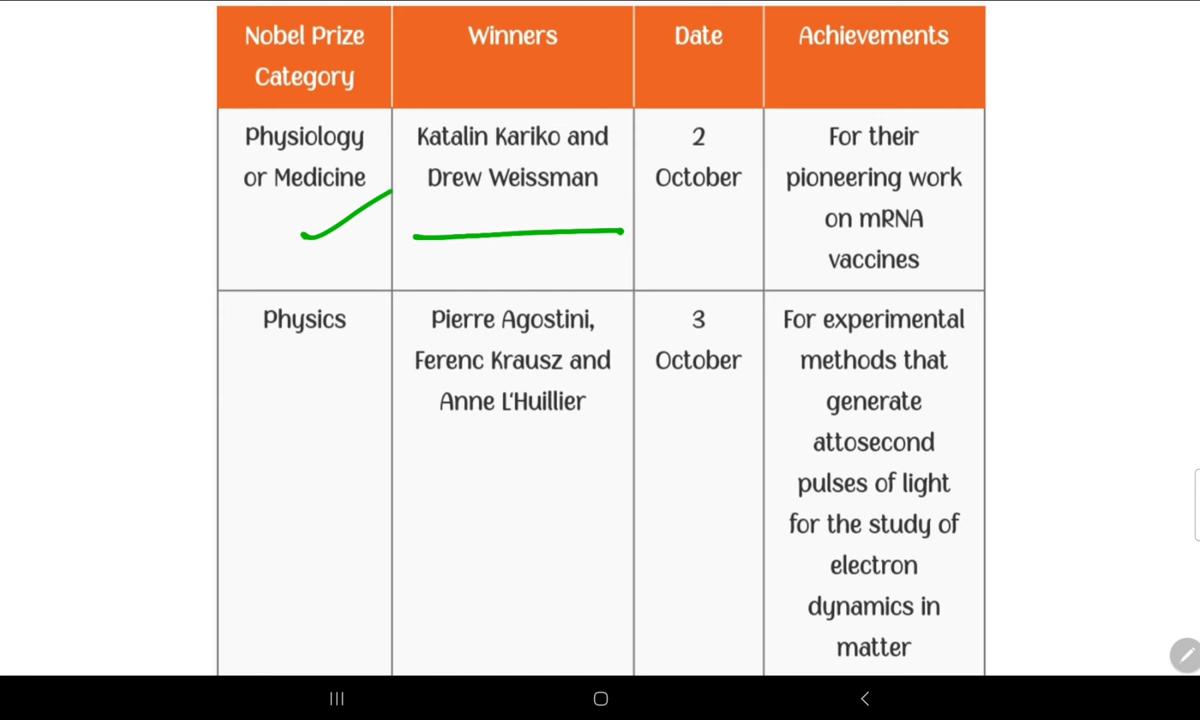 Nobel Prize
Category
Winners
Date
Achievements
Physiology
or Medicine
Katalin Kariko and
Drew Weissman
2
October
For their
pioneering work
on mRNA
vaccines
Physics
Pierre Agostini,
Ferenc Krausz and
Anne L'Huillier
3
October
For experimental
methods that
generate
attosecond
pulses of light
for the study of
electron
dynamics in
matter